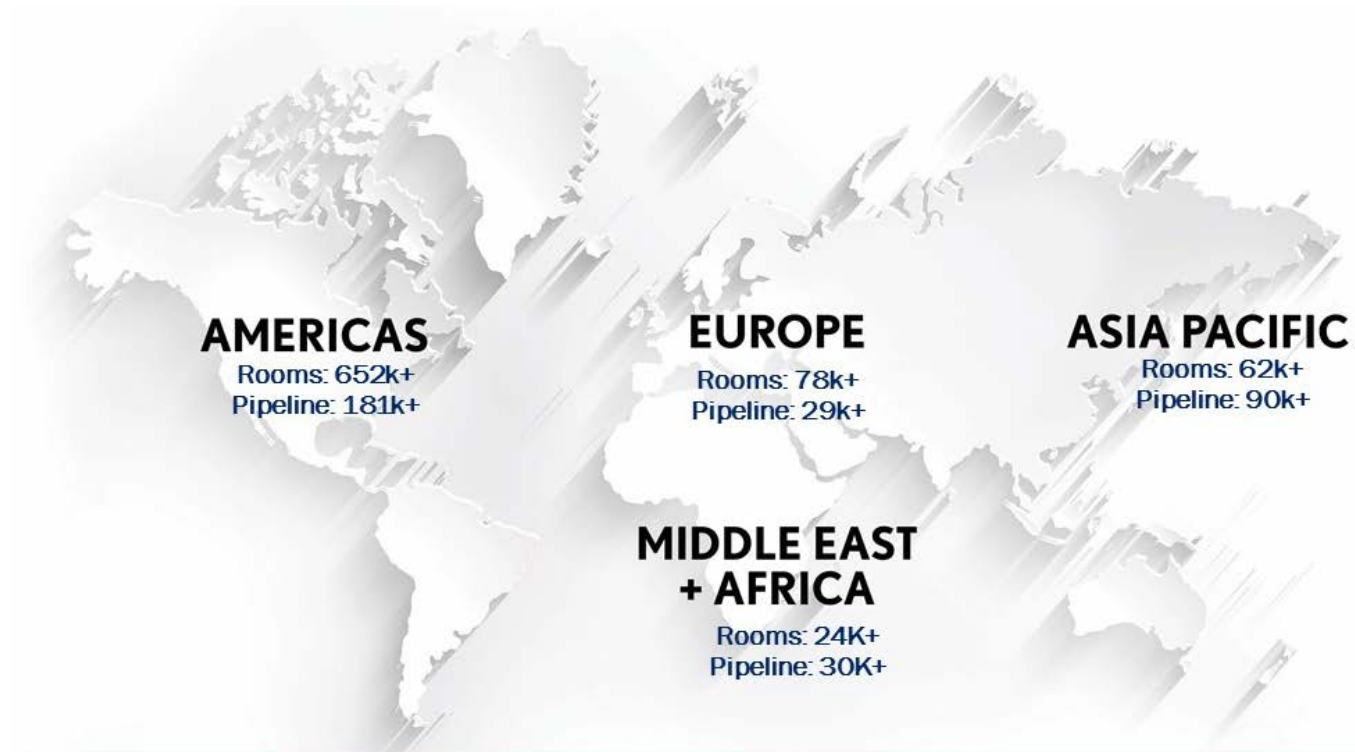 AMERICAS
Rooms: 652k+
Pipeline: 181k+
EUROPE
Rooms: 78k+
Pipeline: 29k+
ASIA PACIFIC
Rooms: 62k+
Pipeline: 90k+
MIDDLE EAST
+ AFRICA
Rooms: 24K+
Pipeline: 30K+